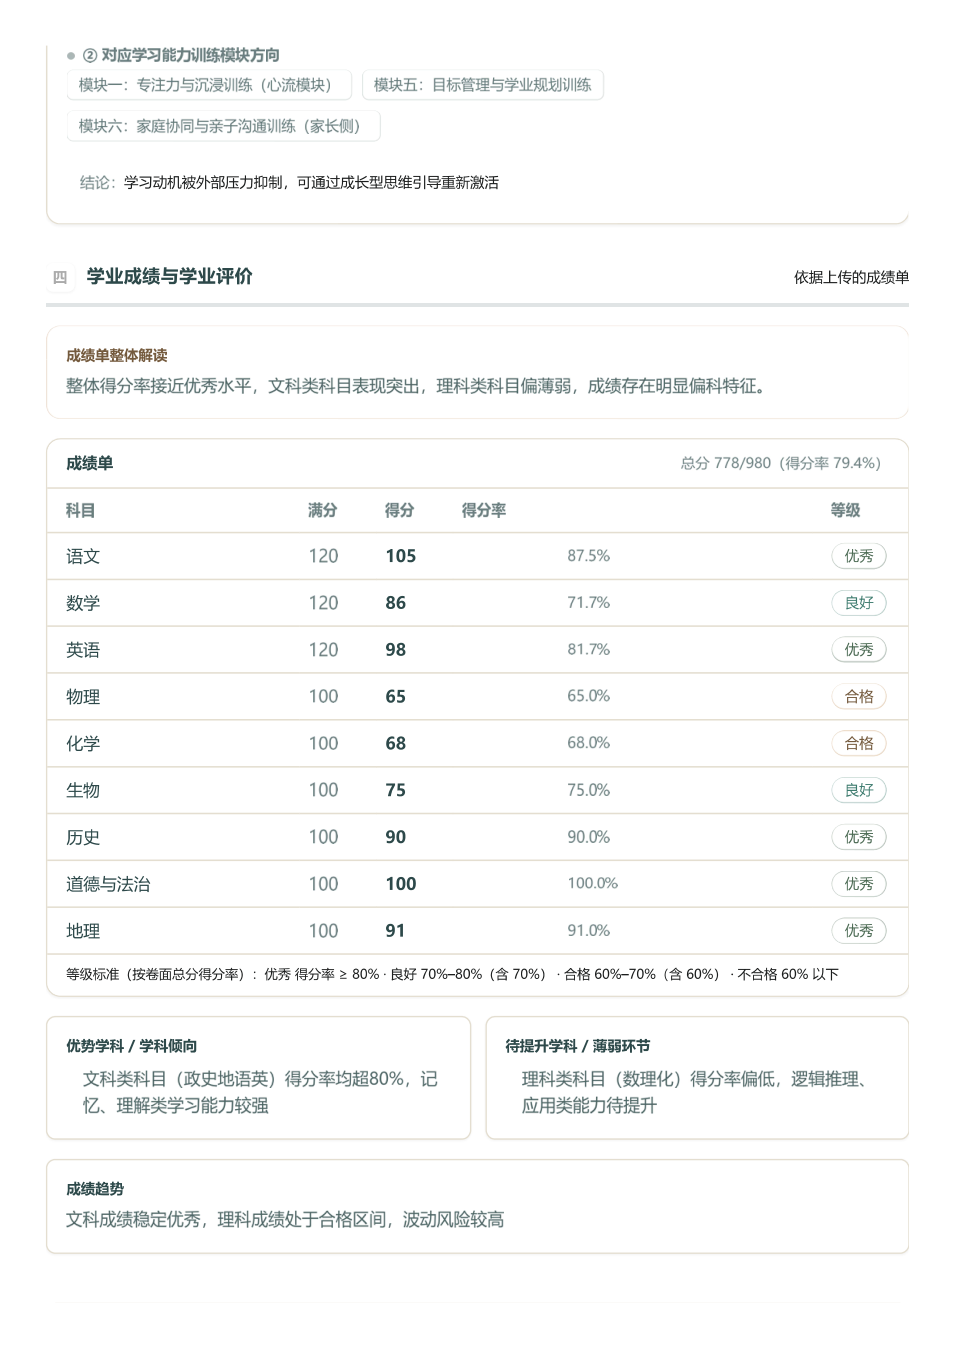 ② 对应学习能力训练模块方向
模块一：专注力与沉浸训练（心流模块） 模块五：目标管理与学业规划训练
模块六：家庭协同与亲子沟通训练（家长侧）
结论：学习动机被外部压力抑制，可通过成长型思维引导重新激活
四 学业成绩与学业评价 依据上传的成绩单
成绩单整体解读
整体得分率接近优秀水平，文科类科目表现突出，理科类科目偏薄弱，成绩存在明显偏科特征。
成绩单 总分 778/980（得分率 79.4%）
科目 满分 得分 得分率 等级
语文 120 105 87.5% 优秀
数学 120 86 71.7% 良好
英语 120 98 81.7% 优秀
物理 100 65 65.0% 合格
化学 100 68 68.0% 合格
生物 100 75 75.0% 良好
历史 100 90 90.0% 优秀
道德与法治 100 100 100.0% 优秀
地理 100 91 91.0% 优秀
等级标准（按卷面总分得分率）：优秀 得分率 ≥ 80% · 良好 70%–80%（含 70%） · 合格 60%–70%（含 60%） · 不合格 60% 以下
优势学科 / 学科倾向
文科类科目（政史地语英）得分率均超80%，记
忆、理解类学习能力较强
待提升学科 / 薄弱环节
理科类科目（数理化）得分率偏低，逻辑推理、
应用类能力待提升
成绩趋势
文科成绩稳定优秀，理科成绩处于合格区间，波动风险较高